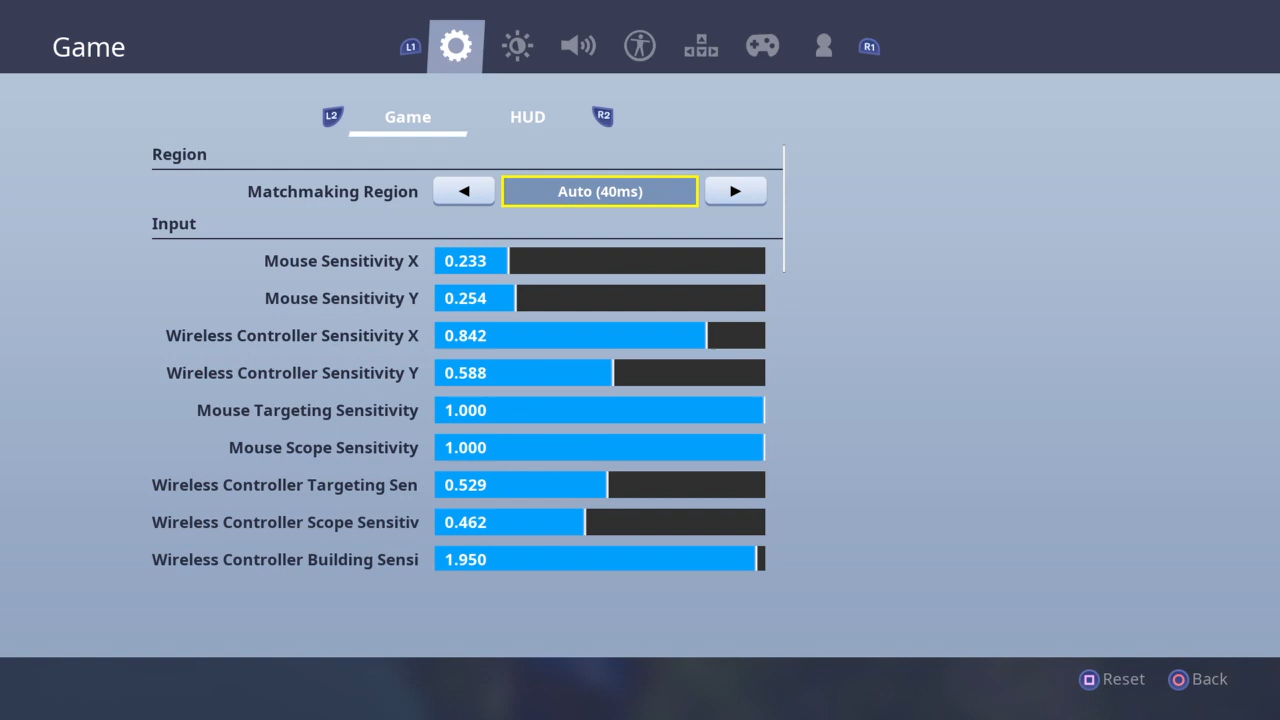 Game
L1
R1
L2
Game
HUD
R2
Region
Matchmaking Region
Auto (40ms)
Input
Mouse Sensitivity X
0.233
Mouse Sensitivity Y
0.254
Wireless Controller Sensitivity X
0.842
Wireless Controller Sensitivity Y
0.588
Mouse Targeting Sensitivity
1.000
Mouse Scope Sensitivity
1.000
Wireless Controller Targeting Sen
0.529
Wireless Controller Scope Sensitiv
0.462
Wireless Controller Building Sensi
1.950
Reset
Back